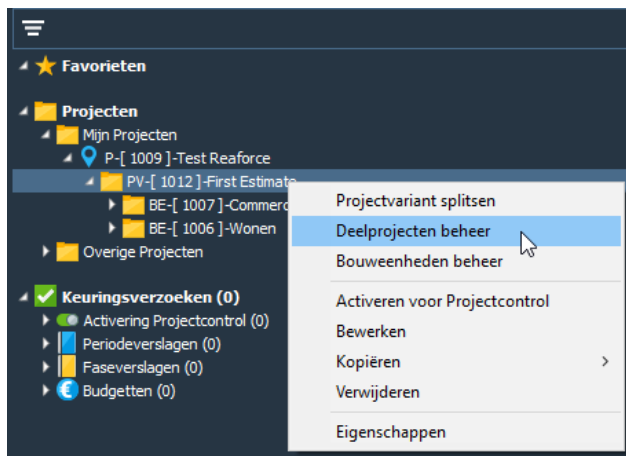 Favorieten
Projecten
Mijn Projecten
P-[ 1009 ]-Test Reaforce
PV-[ 1012 ]-First Estimate
BE-[ 1007 ]-Commerc
BE-[ 1006 ]-Wonen
Overige Projecten
Keuringsverzoeken (0)
Activering Projectcontrol (0)
Periodeverslagen (0)
Faseverslagen (0)
Budgetten (0)
Projectvariant splitsen
Deelprojecten beheer
Bouweenheden beheer
Activeren voor Projectcontrol
Bewerken
Kopiëren
Verwijderen
Eigenschappen